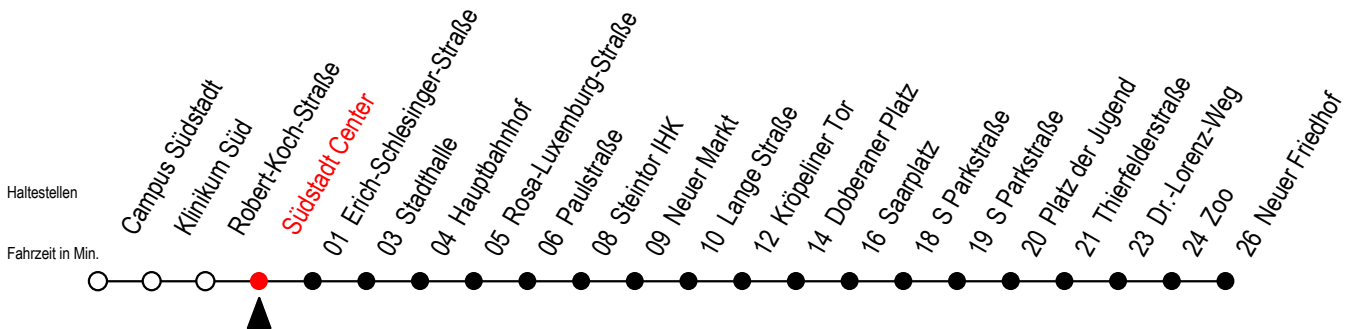 Haltestellen
Fahrzeit in Min.
Campus Südstadt
Klinikum Süd
Robert-Koch-Straße
Südstadt Center
01 Erich-Schlesinger-Straße
03 Stadthalle
04 Hauptbahnhof
05 Rosa-Luxemburg-Straße
06 Paulstraße
08 Steintor IHK
09 Neuer Markt
10 Lange Straße
12 Kröpeliner Tor
14 Doberaner Platz
16 Saarplatz
18 S Parkstraße
19 S Parkstraße
20 Platz der Jugend
21 Thierfelderstraße
23 Dr.-Lorenz-Weg
24 Zoo
26 Neuer Friedhof